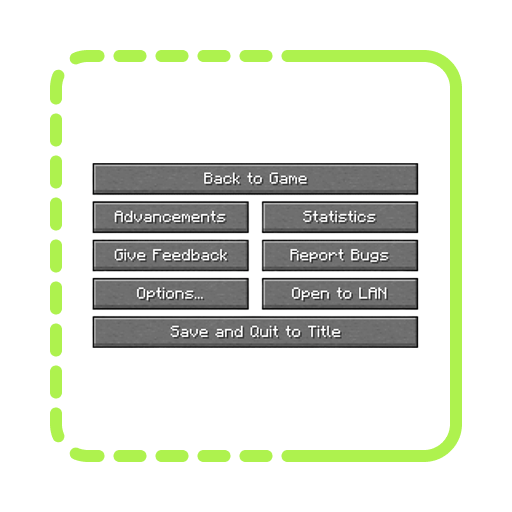 Back to Game
Advancements
Statistics
Give Feedback
Report Bugs
Options...
Open to LAN
Save and Quit to Title